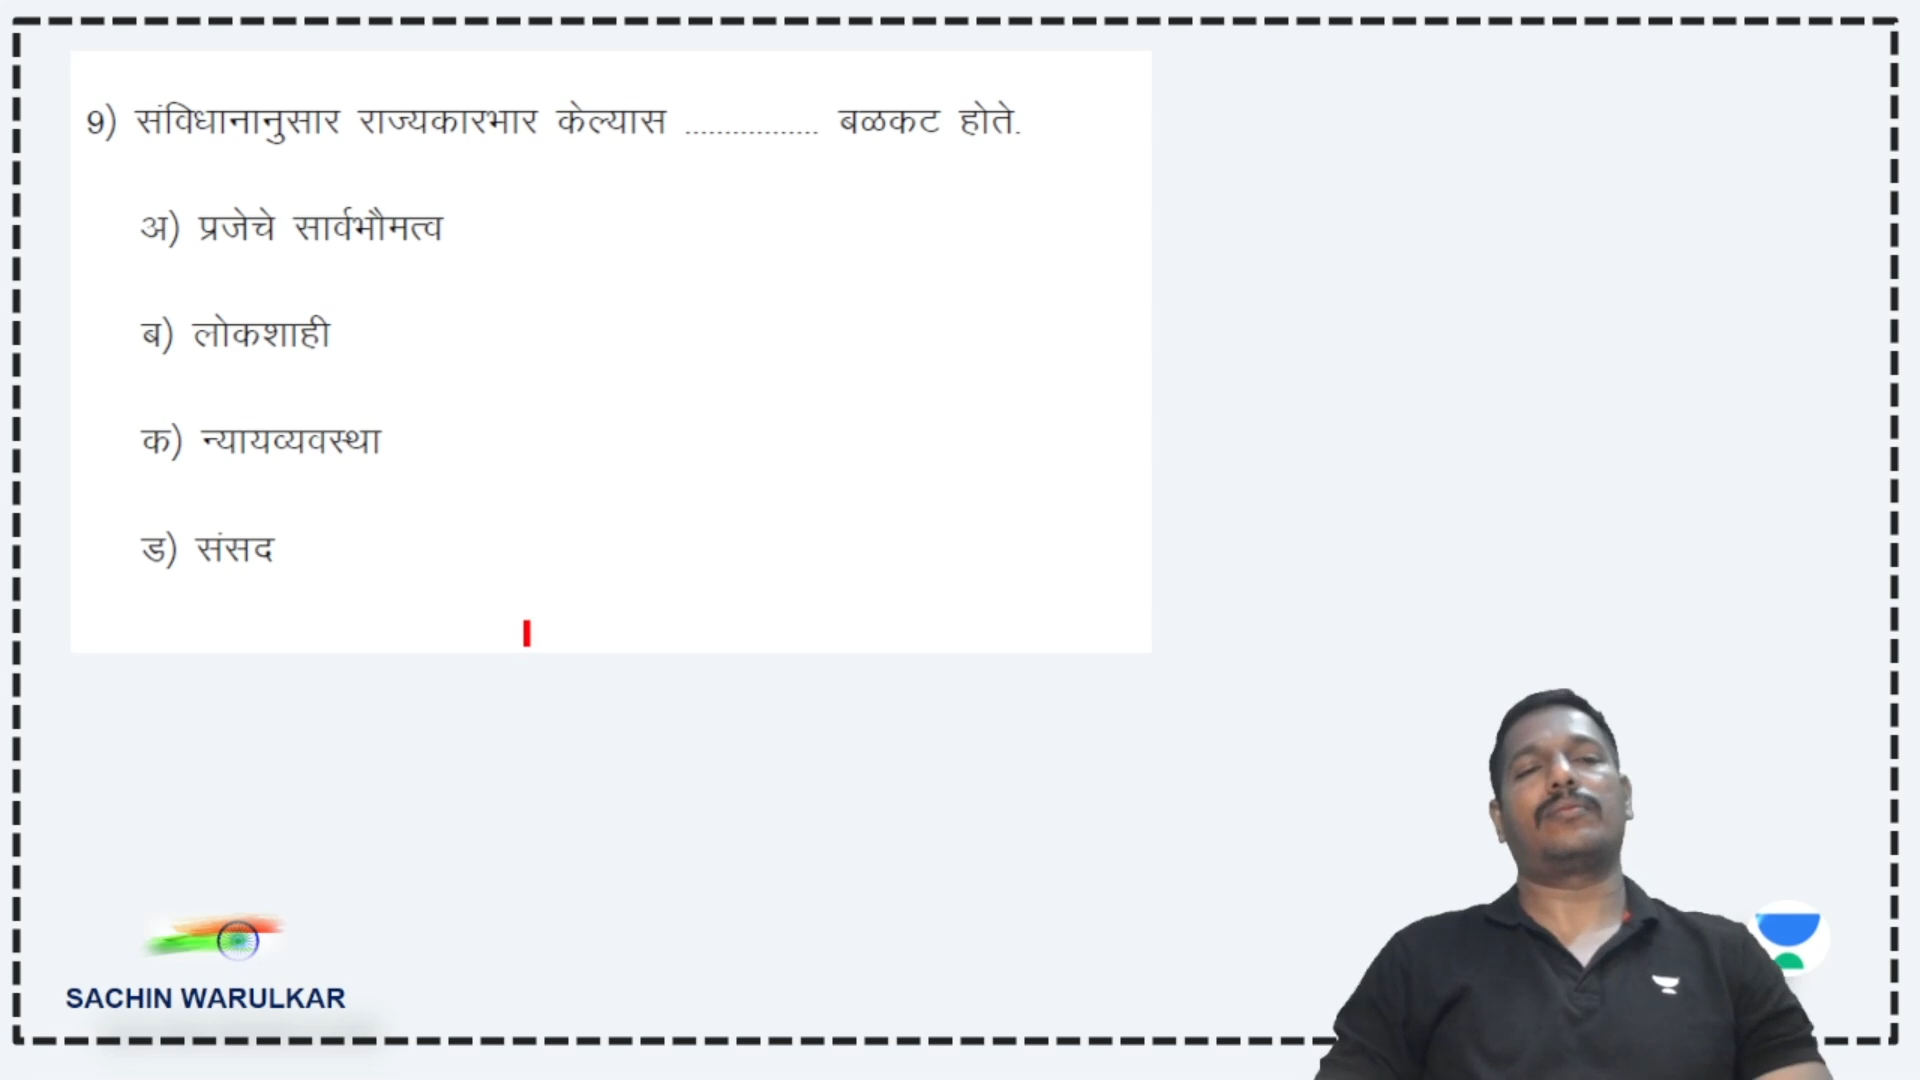 9) संविधानानुसार राज्यकारभार केल्यास ................. बळकट होते.
अ) प्रजेचे सार्वभौमत्व
ब) लोकशाही
क) न्यायव्यवस्था
ड) संसद
SACHIN WARULKAR